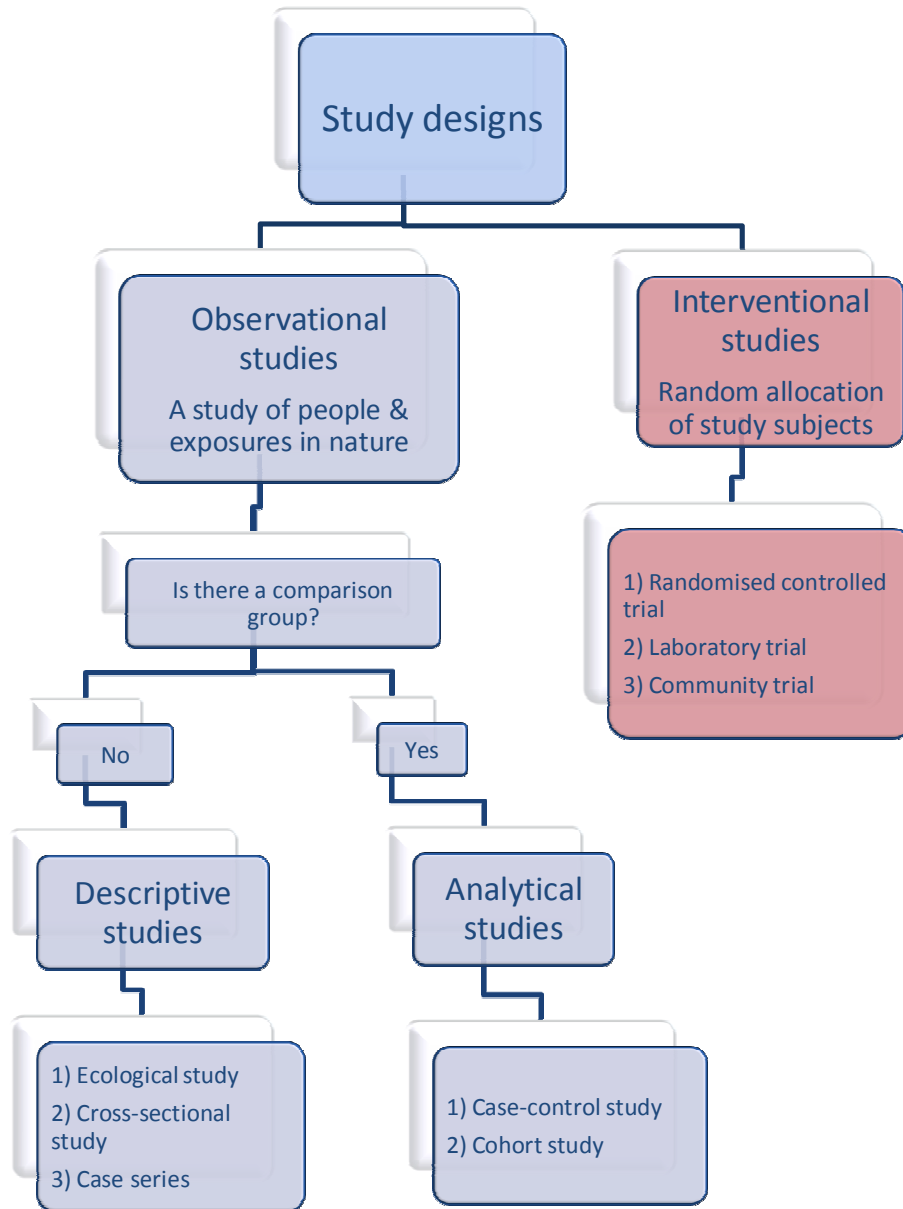 Study designs
Observational
studies
A study of people &
exposures in nature
Interventional
studies
Random allocation
of study subjects
Is there a comparison
group?
1) Randomised controlled
trial
2) Laboratory trial
3) Community trial
No
Yes
Descriptive
studies
Analytical
studies
1) Ecological study
2) Cross-sectional
study
3) Case series
1) Case-control study
2) Cohort study